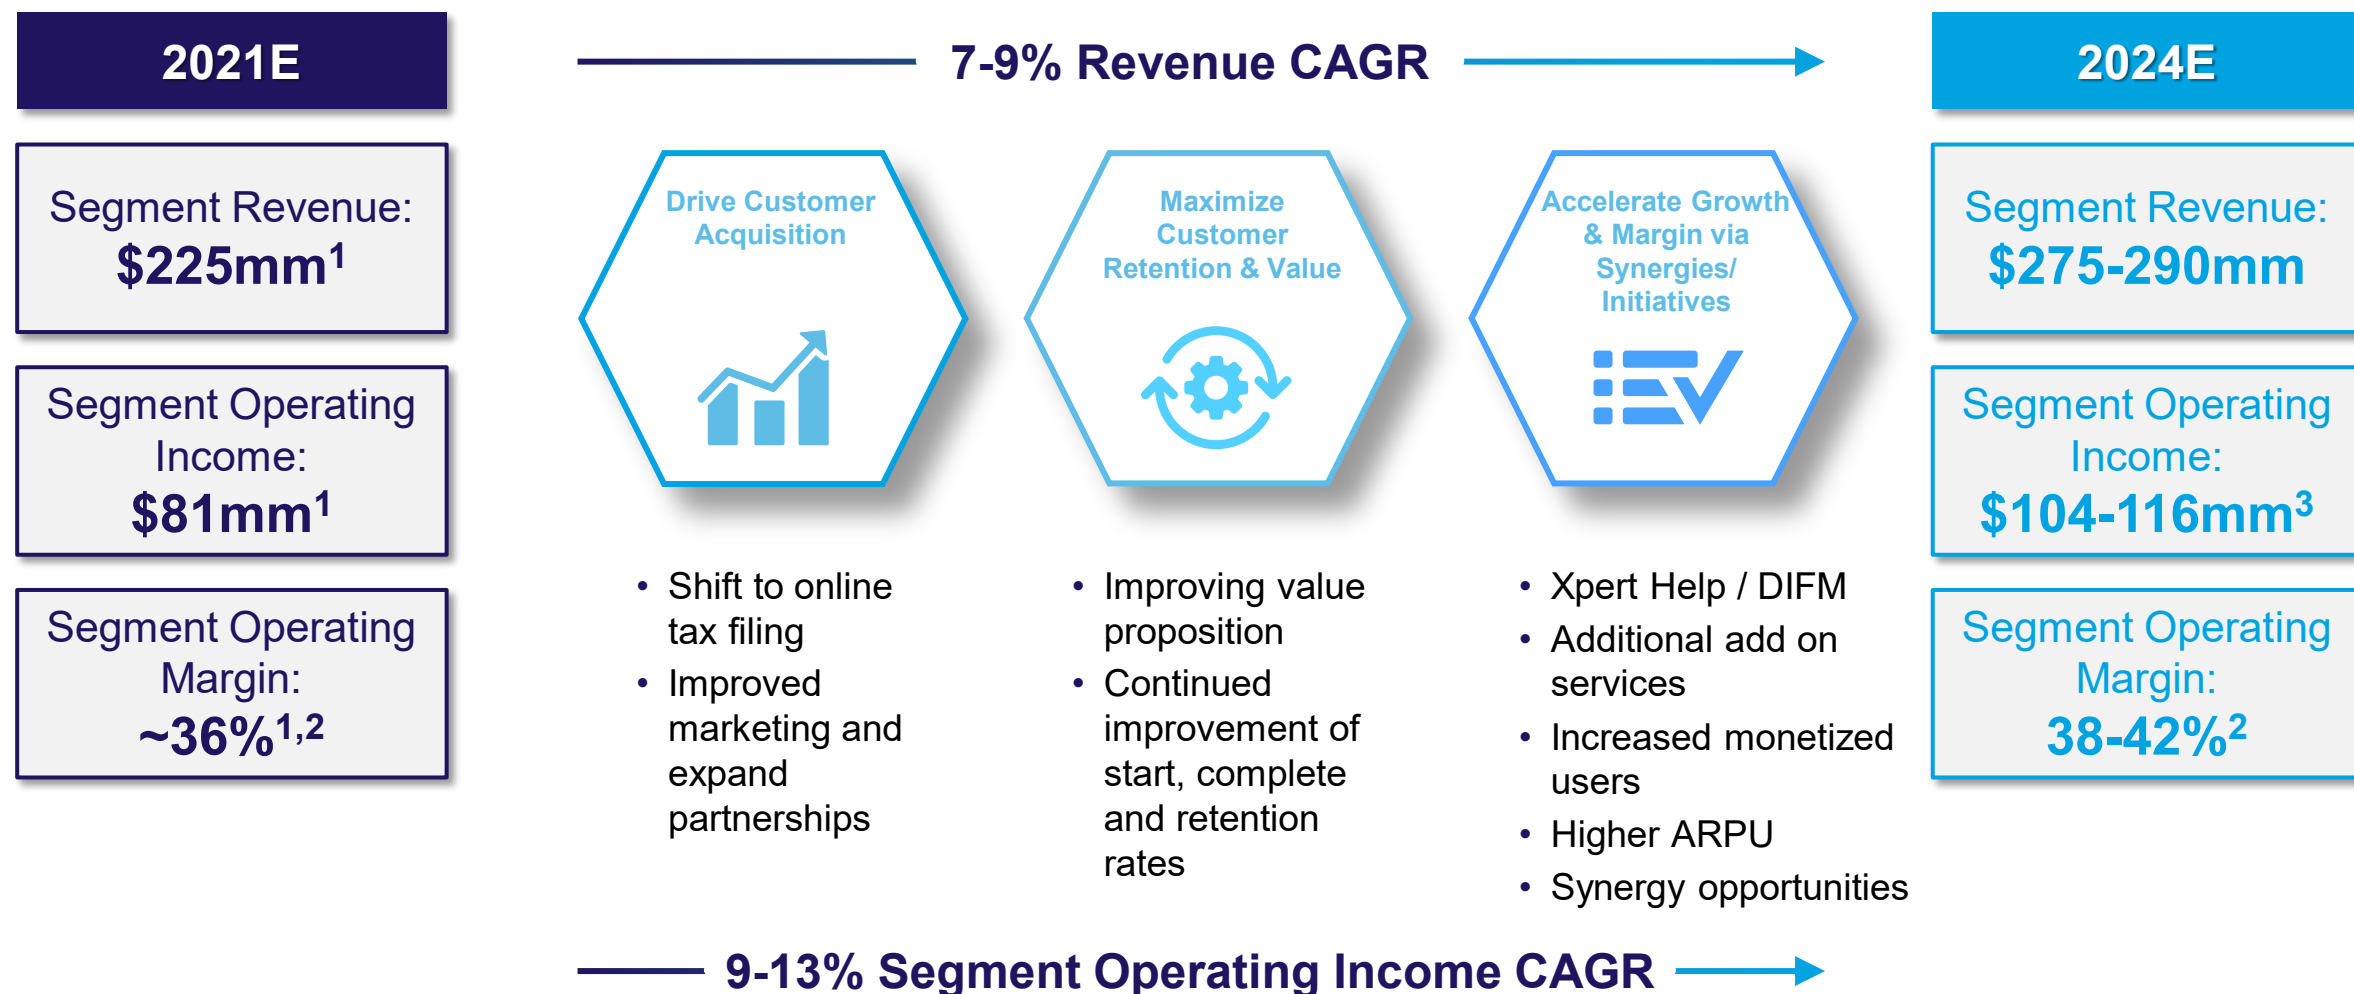 2021E
7-9% Revenue CAGR
2024E
Segment Revenue:
$225mm1
Segment Operating
Income:
$81mm1
Segment Operating
Margin:
~36%1,2
Drive Customer
Acquisition
• Shift to online
tax filing
• Improved
marketing and
expand
partnerships
Maximize
Customer
Retention & Value
• Improving value
proposition
• Continued
improvement of
start, complete
and retention
rates
Accelerate Growth
& Margin via
Synergies/
Initiatives
• Xpert Help / DIFM
• Additional add on
services
• Increased monetized
users
• Higher ARPU
• Synergy opportunities
Segment Revenue:
$275-290mm
Segment Operating
Income:
$104-116mm3
Segment Operating
Margin:
38-42%2
9-13% Segment Operating Income CAGR